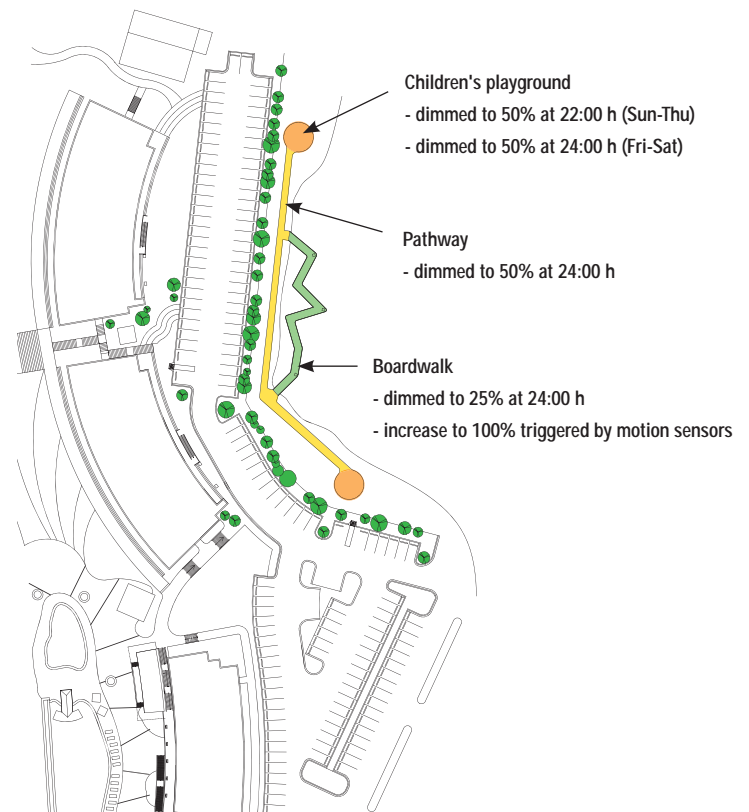 Children's playground
- dimmed to 50% at 22:00 h (Sun-Thu)
- dimmed to 50% at 24:00 h (Fri-Sat)
Pathway
- dimmed to 50% at 24:00 h
Boardwalk
- dimmed to 25% at 24:00 h
- increase to 100% triggered by motion sensors